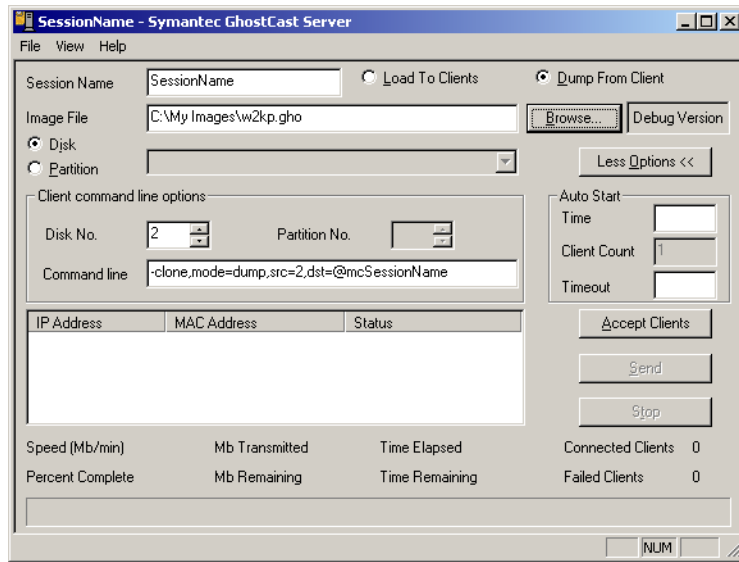 SessionName - Symantec GhostCast Server
File View Help
Session Name SessionName Load To Clients Dump From Client
Image File C:\My Images\w2kp.gho Browse... Debug Version
Disk
Partition Less Options <<
Client command line options Auto Start
Time
Disk No. 2 Partition No.
Client Count 1
Command line -clone,mode=dump,src=2,dst=@mcSessionName
Timeout
IP Address MAC Address Status Accept Clients
Send
Stop
Speed (Mb/min) Mb Transmitted Time Elapsed Connected Clients 0
Percent Complete Mb Remaining Time Remaining Failed Clients 0
NUM